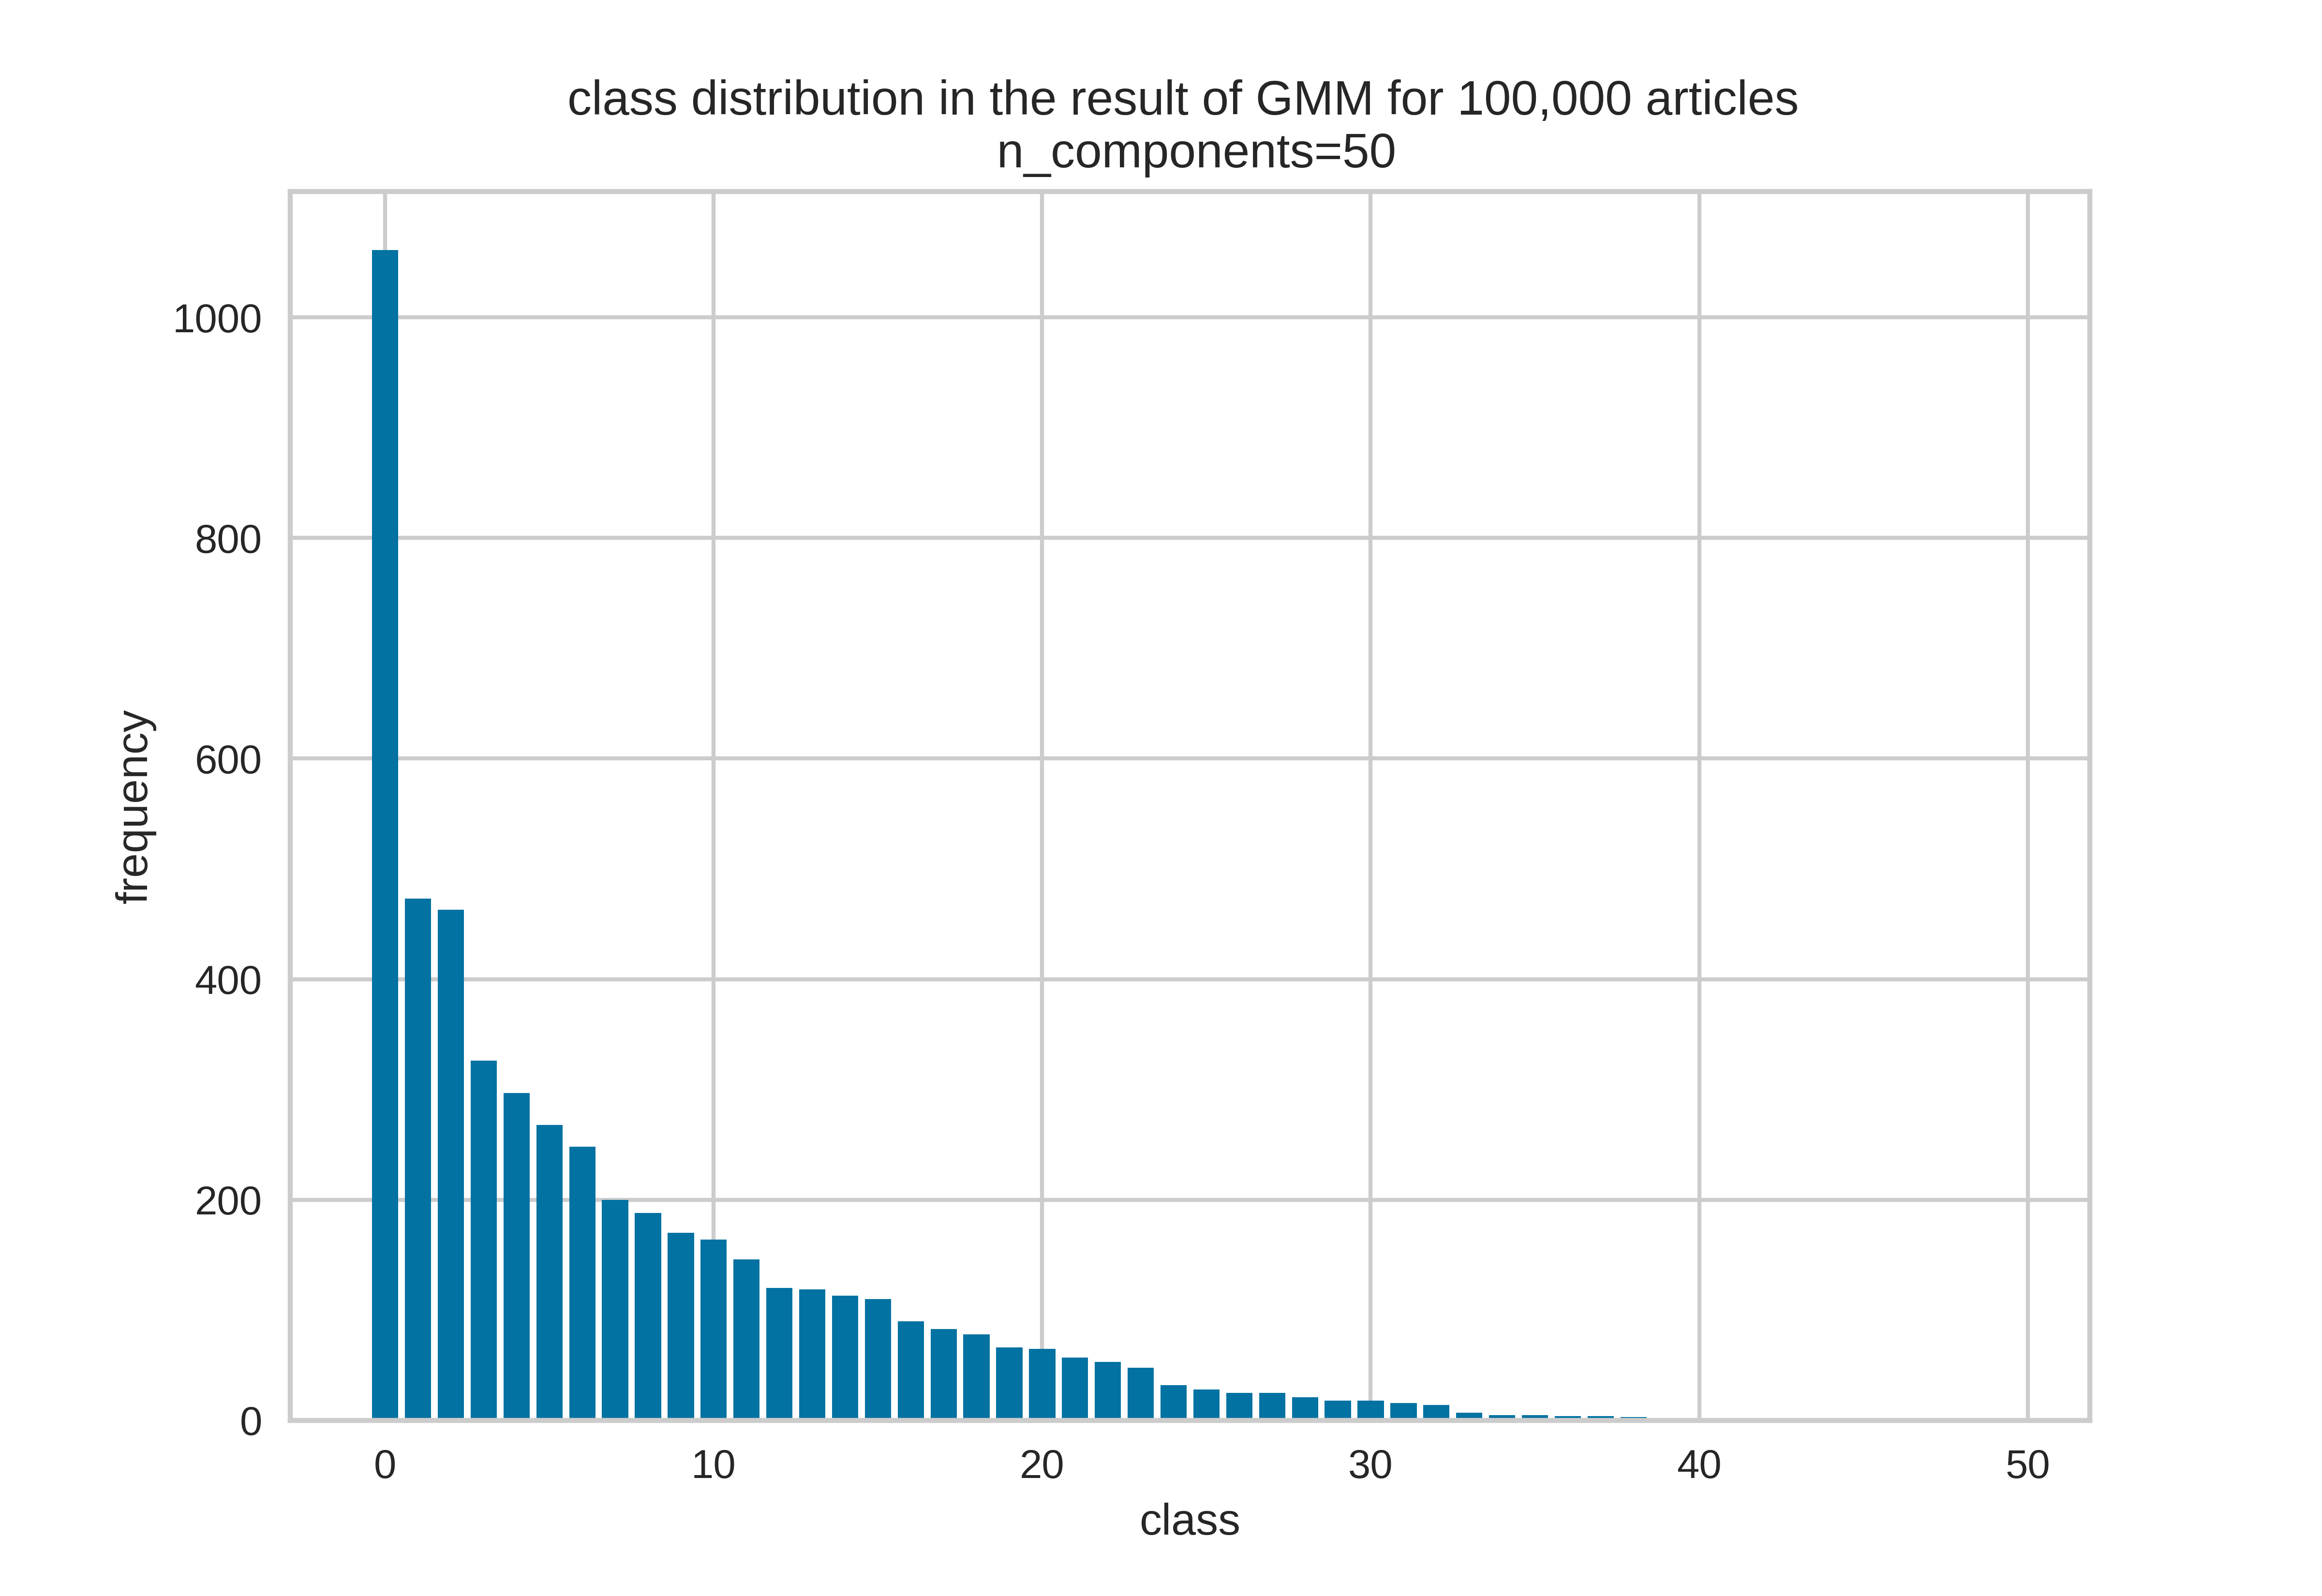 class distribution in the result of GMM for 100,000 articles
n_components=50
1000
800
600
400
200
0
frequency
0 10 20 30 40 50
class